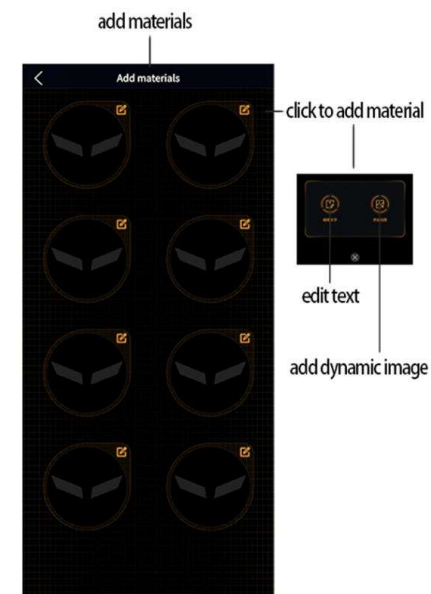 add materials
Add materials
click to add material
edit text
add dynamic image